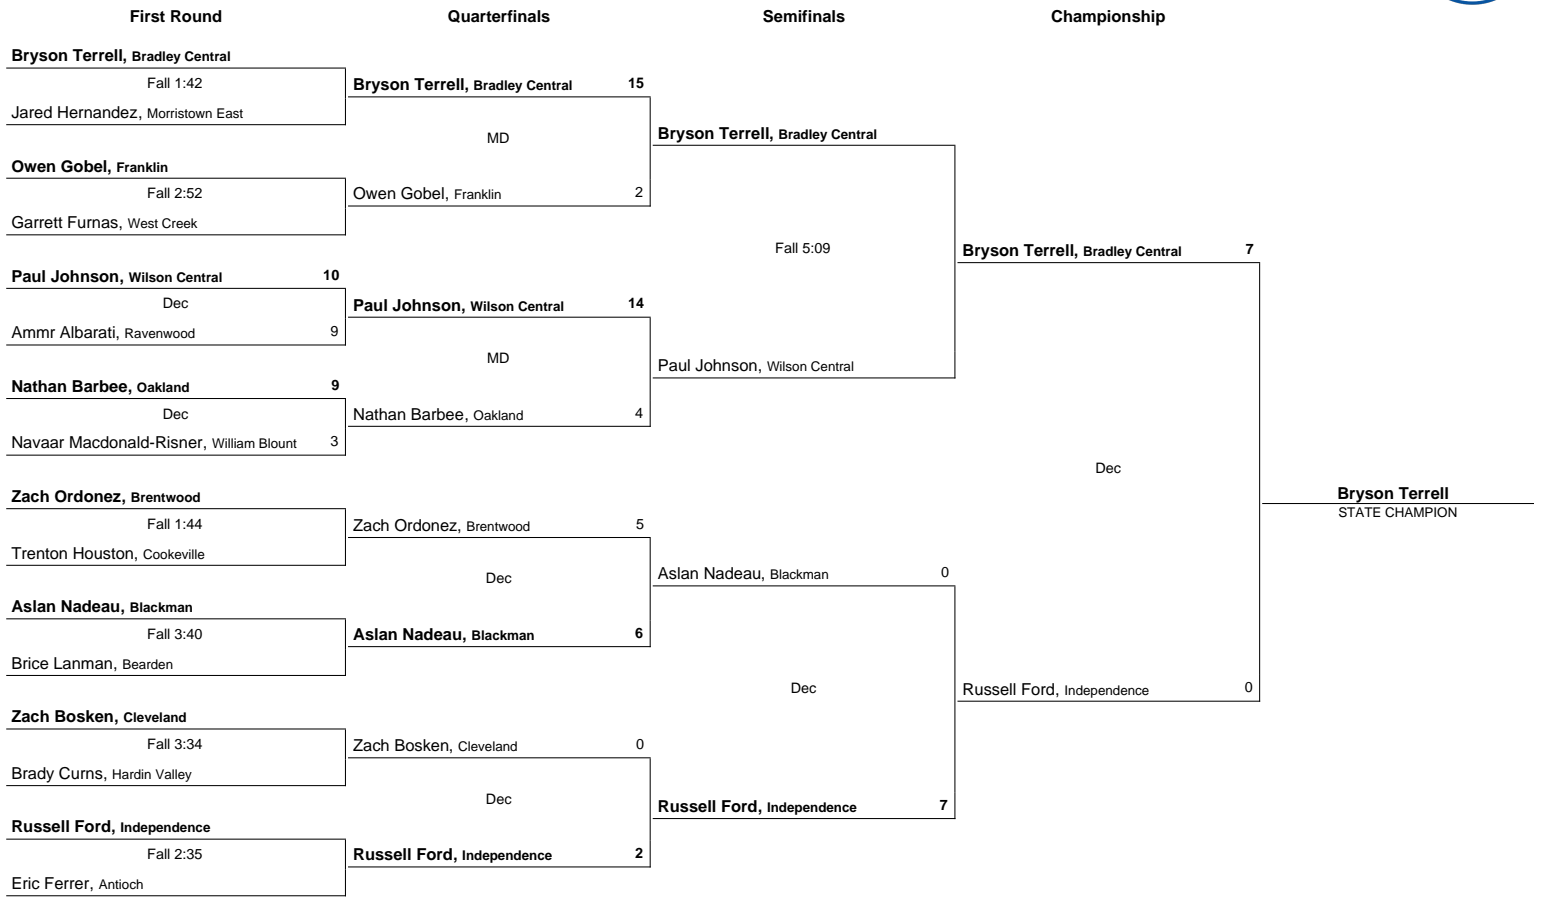 First Round Quarterfinals Semifinals Championship
Bryson Terrell, Bradley Central
Fall 1:42
Jared Hernandez, Morristown East
Owen Gobel, Franklin
Fall 2:52
Garrett Furnas, West Creek
Paul Johnson, Wilson Central 10
Dec
Ammr Albarati, Ravenwood 9
Nathan Barbee, Oakland 9
Dec
Navaar Macdonald-Risner, William Blount 3
Zach Ordonez, Brentwood
Fall 1:44
Trenton Houston, Cookeville
Aslan Nadeau, Blackman
Fall 3:40
Brice Lanman, Bearden
Zach Bosken, Cleveland
Fall 3:34
Brady Curns, Hardin Valley
Russell Ford, Independence
Fall 2:35
Eric Ferrer, Antioch
Bryson Terrell, Bradley Central 15
MD
Owen Gobel, Franklin 2
Paul Johnson, Wilson Central 14
MD
Nathan Barbee, Oakland 4
Zach Ordonez, Brentwood 5
Dec
Aslan Nadeau, Blackman 6
Zach Bosken, Cleveland 0
Dec
Russell Ford, Independence 2
Bryson Terrell, Bradley Central
Fall 5:09
Paul Johnson, Wilson Central
Aslan Nadeau, Blackman 0
Dec
Russell Ford, Independence 7
Bryson Terrell, Bradley Central 7
Dec
Russell Ford, Independence 0
Bryson Terrell
STATE CHAMPION